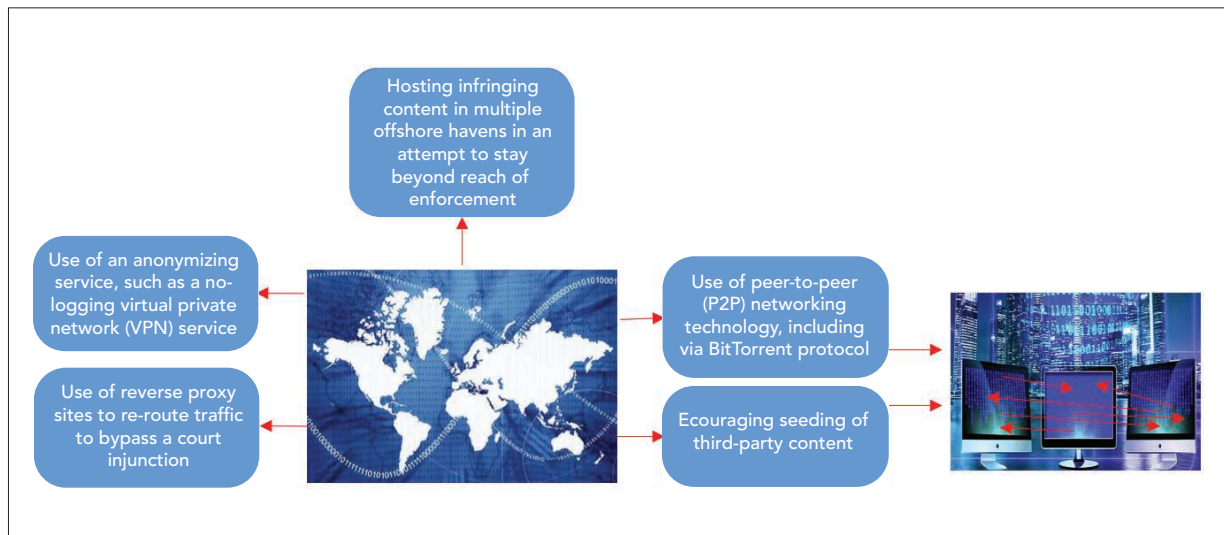 Hosting infringing
content in multiple
offshore havens in an
attempt to stay
beyond reach of
enforcement
Use of an anonymizing
service, such as a no-
logging virtual private
network (VPN) service
Use of reverse proxy
sites to re-route traffic
to bypass a court
injunction
Use of peer-to-peer
(P2P) networking
technology, including
via BitTorrent protocol
Ecouraging seeding of
third-party content